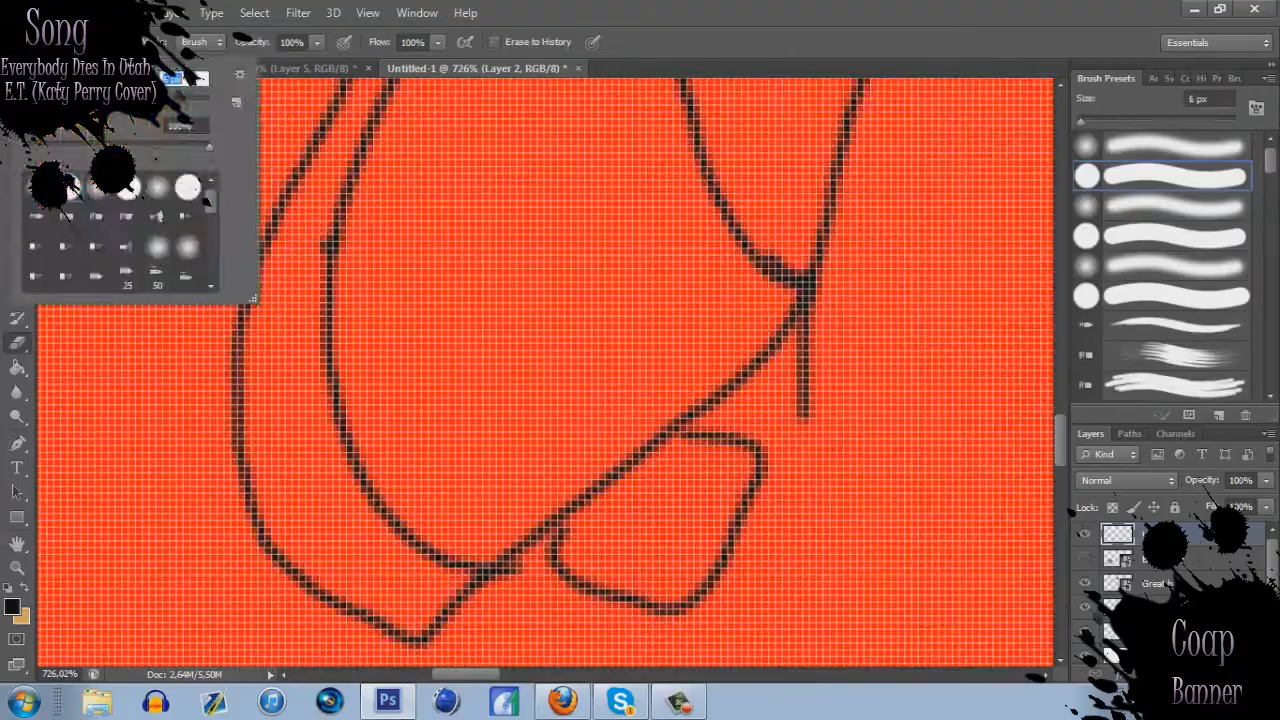 Song
Everybody Dies In Utah
E.T. (Katy Perry Cover)
Type Select Filter 3D View Window Help
Brush Opacity: 100% Flow: 100% Erase to History Essentials
(Layer 5, RGB/8) * × Untitled-1 @ 726% (Layer 2, RGB/8) * ×
Brush Presets
Size: 6 px
25 50
Layers Paths Channels
Kind
Normal Opacity: 100%
Lock: 100%
Great
Coap
Banner
726,02% Doc: 2,64M/5,50M
Ps